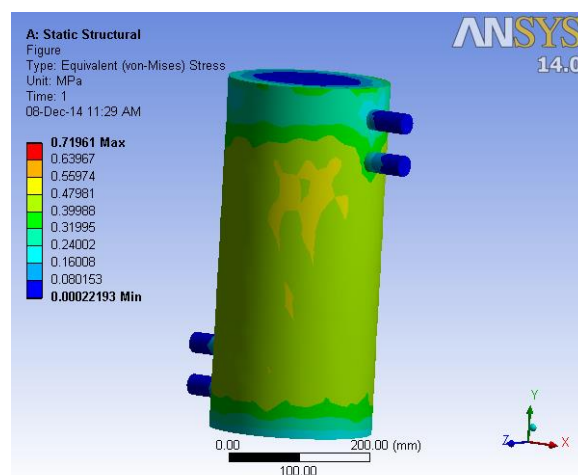 A: Static Structural
Figure
Type: Equivalent (von-Mises) Stress
Unit: MPa
Time: 1
08-Dec-14 11:29 AM
ANSYS
14.0
0.71961 Max
0.63967
0.55974
0.47981
0.39988
0.31995
0.24002
0.16008
0.080153
0.00022193 Min
0.00
200.00 (mm)
100.00
Y
Z
X